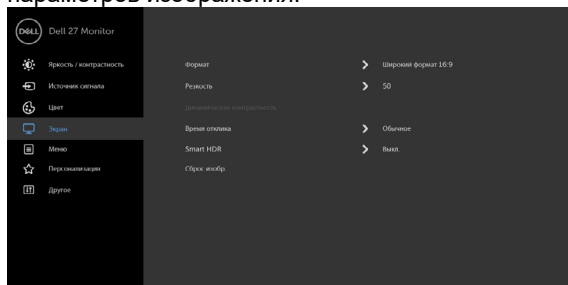 параметров изображения.
DELL Dell 27 Monitor
Яркость / контрастность
Формат Широкий формат 16:9
Источник сигнала
Резкость 50
Цвет
Динамическая контрастность
Экран
Время отклика Обычное
Меню
Smart HDR Выкл.
Персонализация
Сброс изобр.
Другое